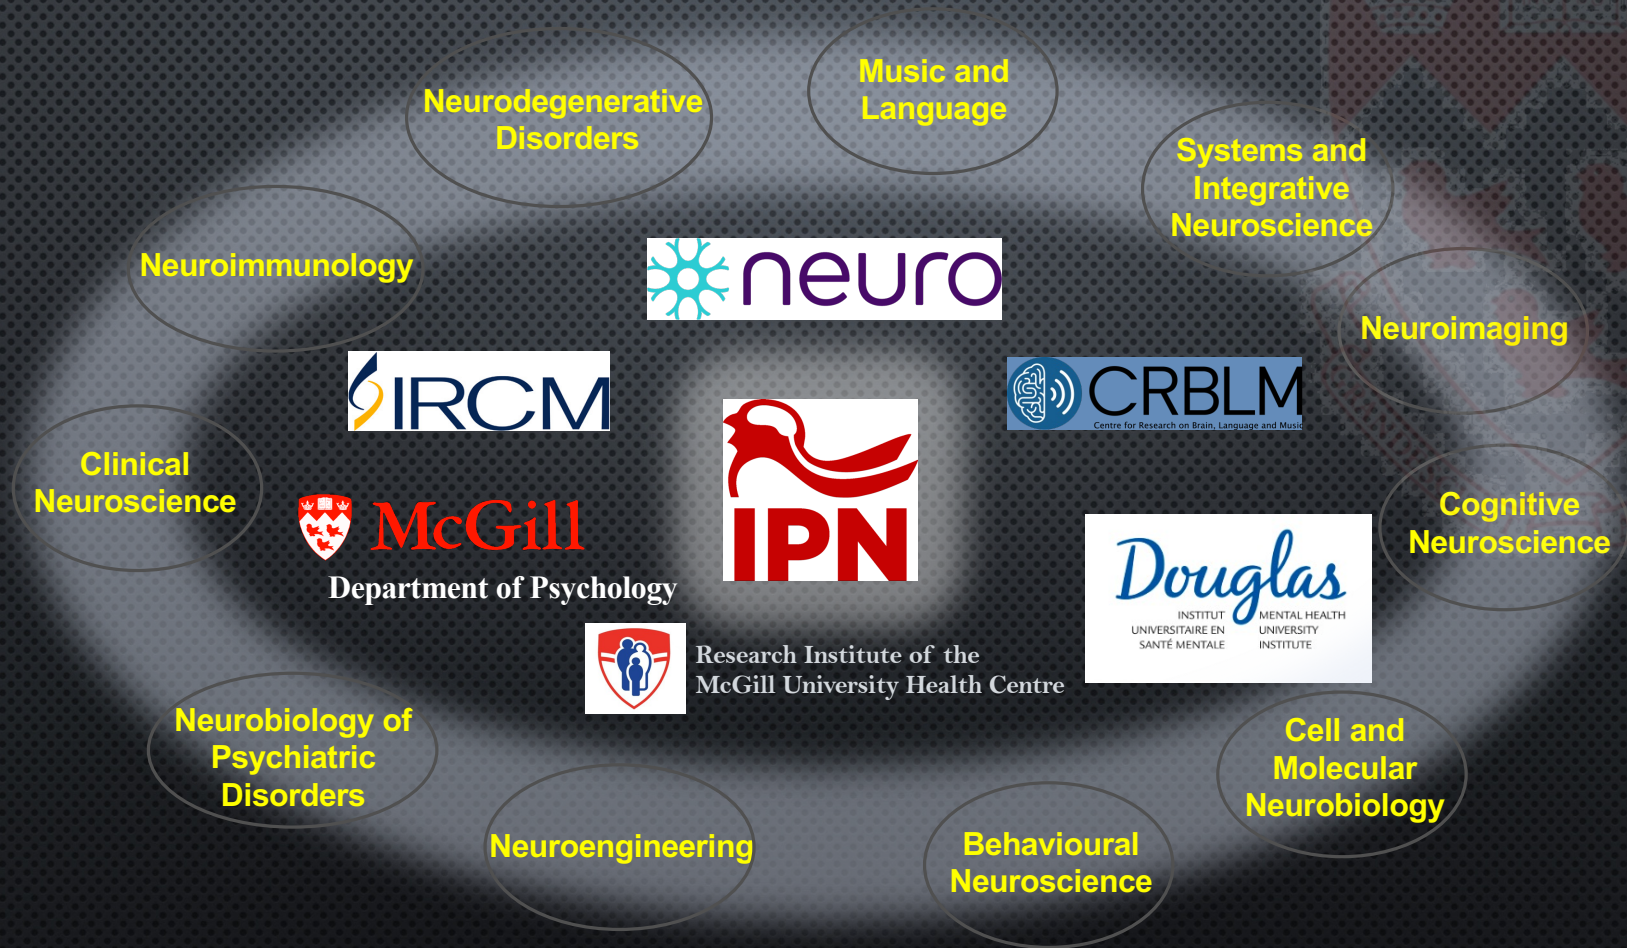 Music and
Language
Neurodegenerative
Disorders
Systems and
Integrative
Neuroscience
Neuroimmunology
neuro
Neuroimaging
IRCM
CRBLM
Centre for Research on Brain, Language and Music
IPN
Clinical
Neuroscience
McGill
Department of Psychology
Cognitive
Neuroscience
Douglas
INSTITUT
UNIVERSITAIRE EN
SANTÉ MENTALE
MENTAL HEALTH
UNIVERSITY
INSTITUTE
Research Institute of the
McGill University Health Centre
Neurobiology of
Psychiatric
Disorders
Cell and
Molecular
Neurobiology
Neuroengineering
Behavioural
Neuroscience